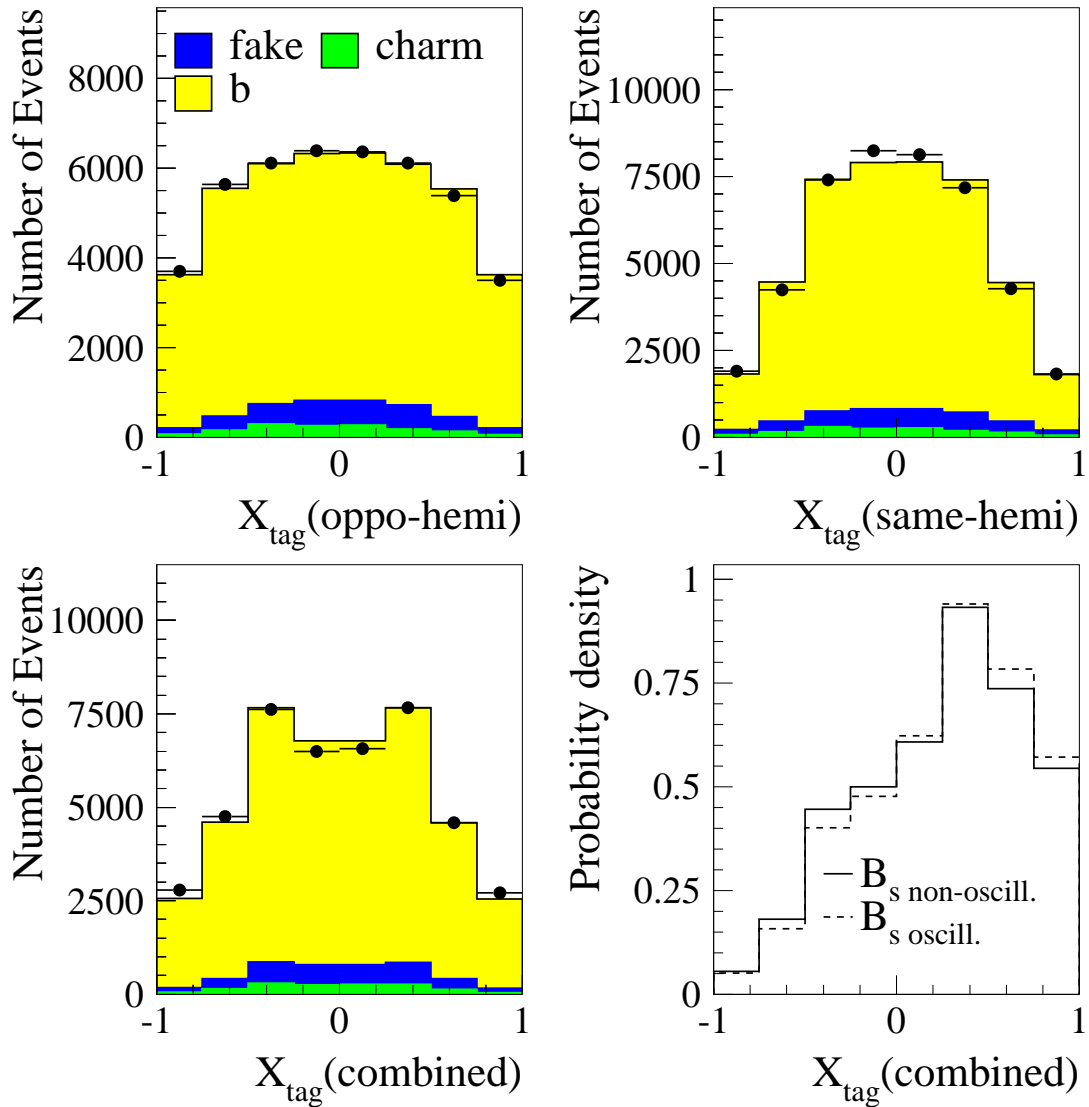 Number of Events
8000
6000
4000
2000
0
fake
charm
b
-1 0 1
X_tag(oppo-hemi)
Number of Events
10000
7500
5000
2500
0
-1 0 1
X_tag(same-hemi)
Number of Events
10000
7500
5000
2500
0
-1 0 1
X_tag(combined)
Probability density
1
0.75
0.5
0.25
0
B_s non-oscill.
B_s oscill.
-1 0 1
X_tag(combined)